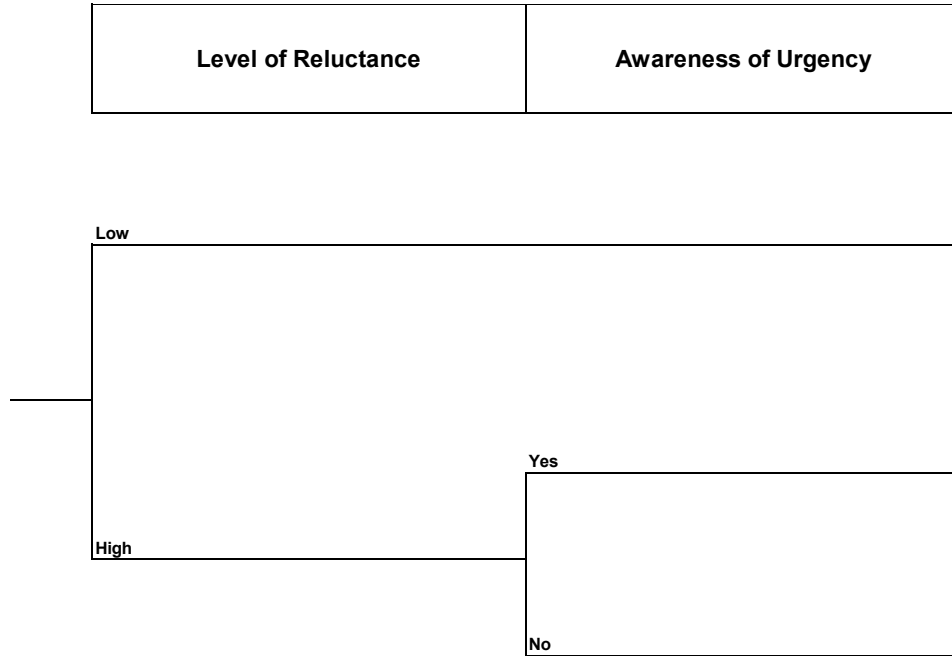 Level of Reluctance
Awareness of Urgency
Low
Yes
High
No